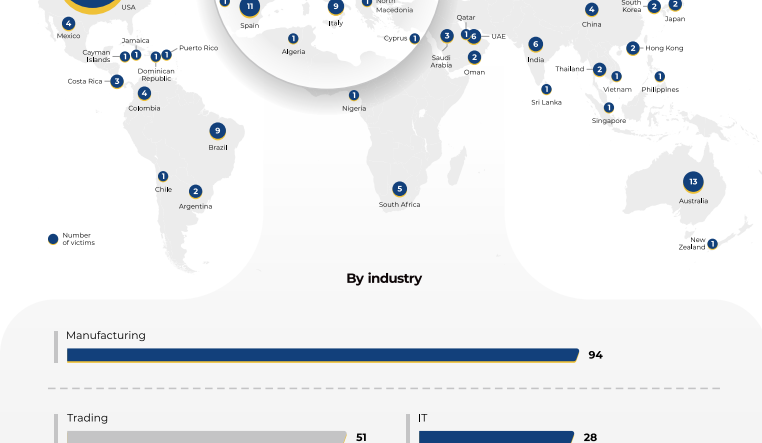 USA
11
Spain
9
Italy
1
North
Macedonia
1
4
Mexico
Jamaica
Cayman
Islands
1
1
1
1
Puerto Rico
Dominican
Republic
Costa Rica
3
4
Colombia
1
Algeria
Cyprus
1
Qatar
3
1
6
UAE
Saudi
Arabia
2
Oman
4
China
South
Korea
2
2
Japan
6
India
2
Hong Kong
Thailand
2
1
Vietnam
1
Philippines
1
Sri Lanka
1
Singapore
1
Nigeria
9
Brazil
1
Chile
2
Argentina
5
South Africa
13
Australia
New
Zealand
1
Number
of victims
By industry
Manufacturing
94
Trading
51
IT
28